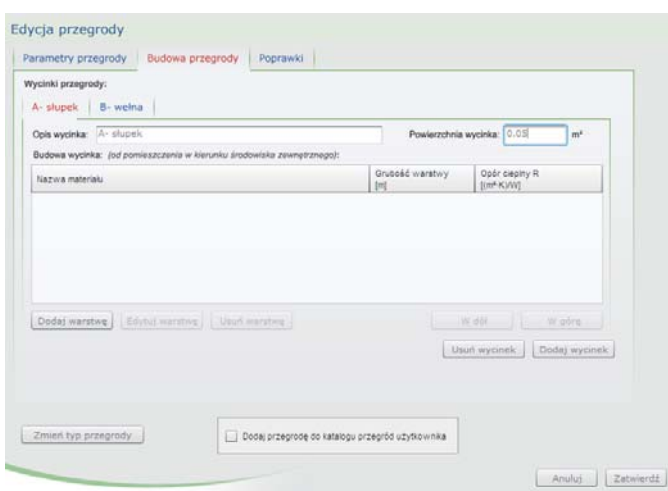 Edycja przegrody
Parametry przegrody Budowa przegrody Poprawki
Wycinki przegrody:
A- słupek B- wełna
Opis wycinka: A- słupek Powierzchnia wycinka: 0.05 m²
Budowa wycinka: (od pomieszczenia w kierunku środowiska zewnętrznego):
Nazwa materiału Grubość warstwy [m] Opór cieplny R [(m²·K)/W]
Dodaj warstwę Edytuj warstwę Usuń warstwę W dół W górę
Usuń wycinek Dodaj wycinek
Zmień typ przegrody Dodaj przegrodę do katalogu przegród użytkownika
Anuluj Zatwierdź